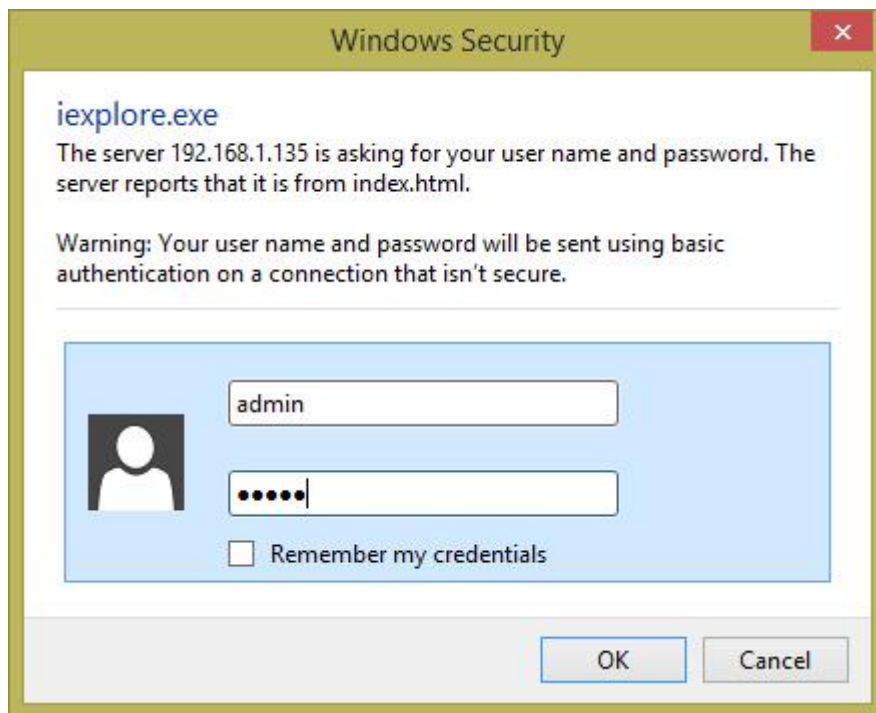 Windows Security
iexplore.exe
The server 192.168.1.135 is asking for your user name and password. The
server reports that it is from index.html.
Warning: Your user name and password will be sent using basic
authentication on a connection that isn't secure.
admin
●●●●●
Remember my credentials
OK Cancel